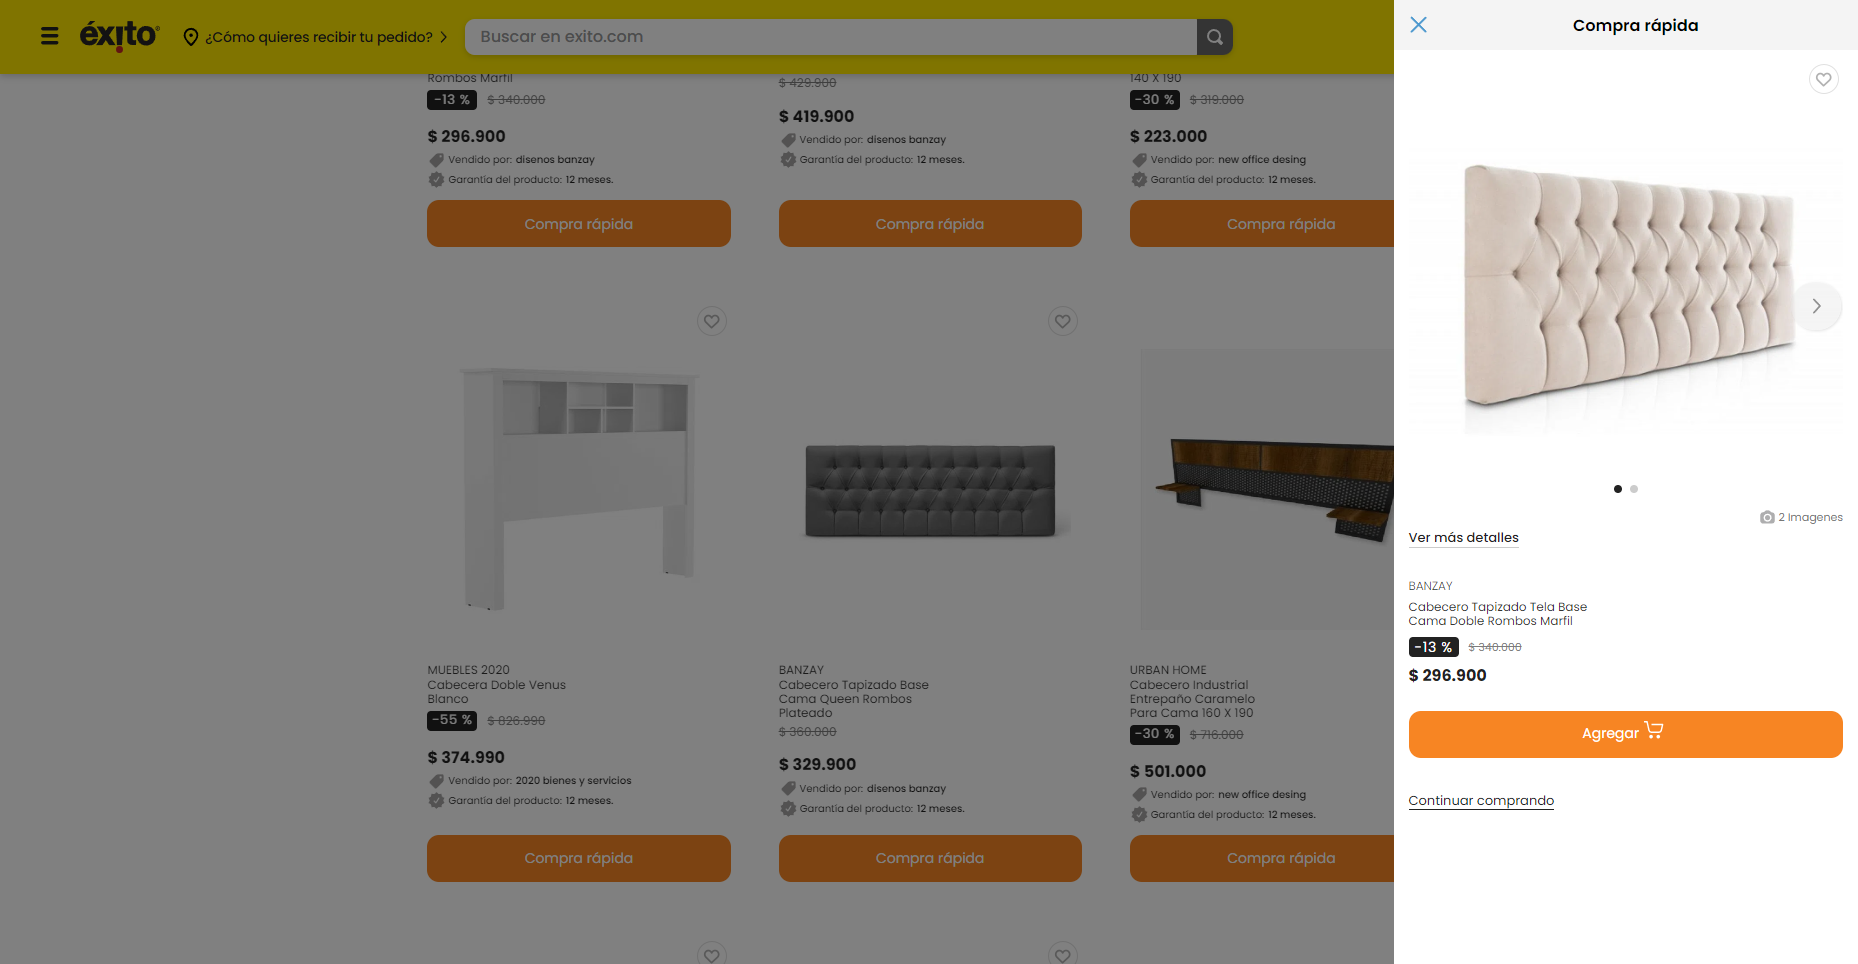 éxito
¿Cómo quieres recibir tu pedido?
Buscar en exito.com
Compra rápida
Rombos Marfil
-13 % $ 340.000
$ 296.900
Vendido por: disenos banzay
Garantía del producto: 12 meses.
Compra rápida
$ 429.900
$ 419.900
Vendido por: disenos banzay
Garantía del producto: 12 meses.
Compra rápida
140 X 190
-30 % $ 319.000
$ 223.000
Vendido por: new office desing
Garantía del producto: 12 meses.
Compra rápida
MUEBLES 2020
Cabecera Doble Venus
Blanco
-55 % $ 826.990
$ 374.990
Vendido por: 2020 bienes y servicios
Garantía del producto: 12 meses.
Compra rápida
BANZAY
Cabecero Tapizado Base
Cama Queen Rombos
Plateado
$ 360.000
$ 329.900
Vendido por: disenos banzay
Garantía del producto: 12 meses.
Compra rápida
URBAN HOME
Cabecero Industrial
Entrepaño Caramelo
Para Cama 160 X 190
-30 % $ 716.000
$ 501.000
Vendido por: new office desing
Garantía del producto: 12 meses.
Compra rápida
2 Imagenes
Ver más detalles
BANZAY
Cabecero Tapizado Tela Base
Cama Doble Rombos Marfil
-13 % $ 340.000
$ 296.900
Agregar
Continuar comprando